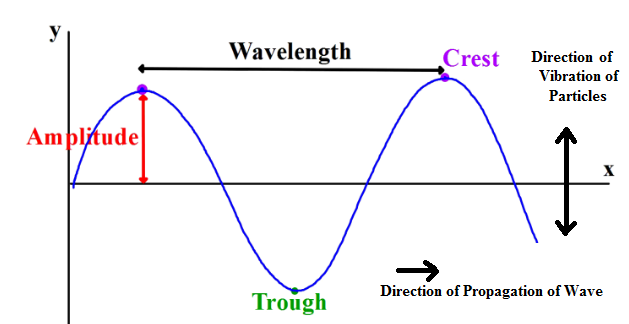 y
Wavelength
Crest
Direction of
Vibration of
Particles
Amplitude
x
Direction of Propagation of Wave
Trough